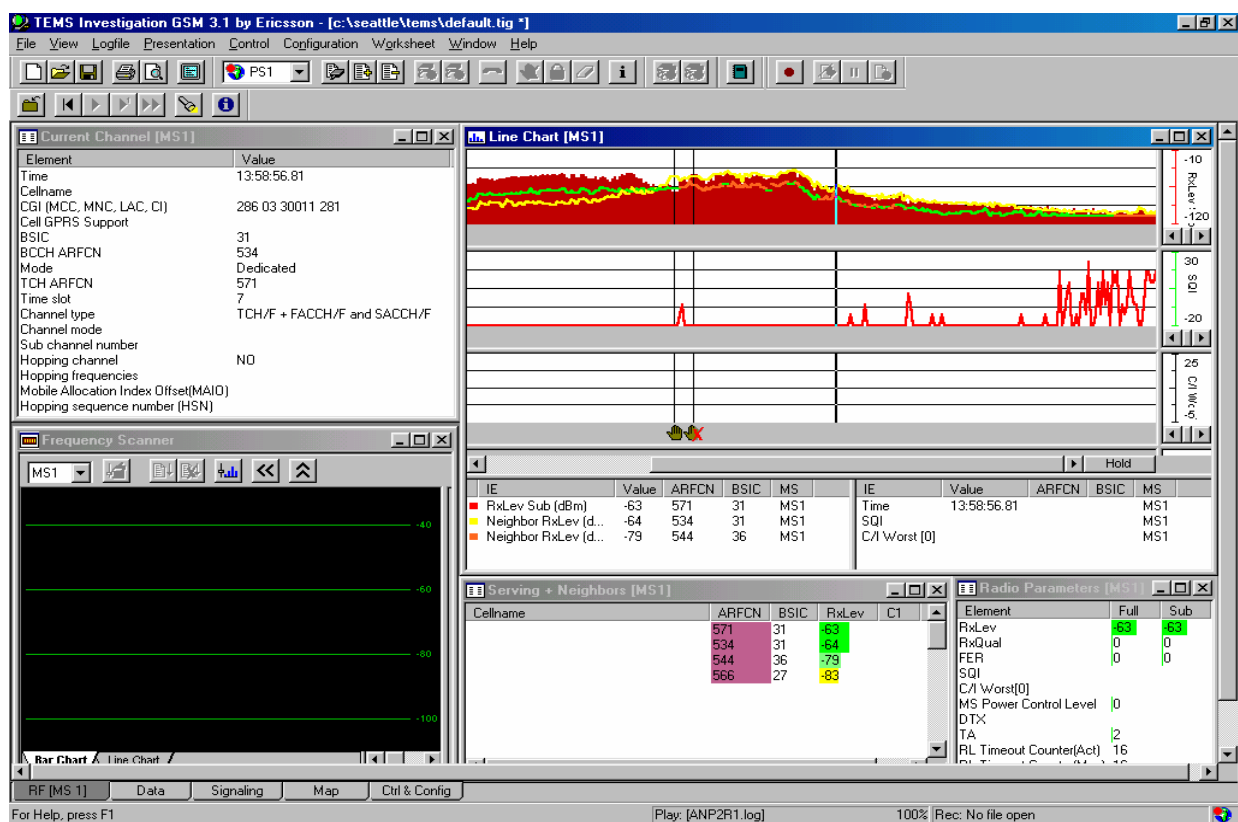 TEMS Investigation GSM 3.1 by Ericsson - [c:\seattle\tems\default.tig *]
File View Logfile Presentation Control Configuration Worksheet Window Help
PS1
Current Channel [MS1]
Element Value
Time 13:58:56.81
Cellname
CGI (MCC, MNC, LAC, CI) 286 03 30011 281
Cell GPRS Support
BSIC 31
BCCH ARFCN 534
Mode Dedicated
TCH ARFCN 571
Time slot 7
Channel type TCH/F + FACCH/F and SACCH/F
Channel mode
Sub channel number
Hopping channel NO
Hopping frequencies
Mobile Allocation Index Offset(MAIO)
Hopping sequence number (HSN)
Line Chart [MS1]
-10
RxLev
-120
30
SQI
-20
25
C/I
-5.
Hold
IE Value ARFCN BSIC MS
RxLev Sub (dBm) -63 571 31 MS1
Neighbor RxLev (d... -64 534 31 MS1
Neighbor RxLev (d... -79 544 36 MS1
IE Value ARFCN BSIC MS
Time 13:58:56.81 MS1
SQI MS1
C/I Worst [0] MS1
Frequency Scanner
MS1
-40
-60
-80
-100
Bar Chart Line Chart
Serving + Neighbors [MS1]
Cellname ARFCN BSIC RxLev C1
571 31 -63
534 31 -64
544 36 -79
566 27 -83
Radio Parameters [MS1]
Element Full Sub
RxLev -63 -63
RxQual 0 0
FER 0 0
SQI
C/I Worst[0]
MS Power Control Level 0
DTX
TA 2
RL Timeout Counter(Act) 16
RF [MS 1] Data Signaling Map Ctrl & Config
For Help, press F1 Play: [ANP2R1.log] 100% Rec: No file open